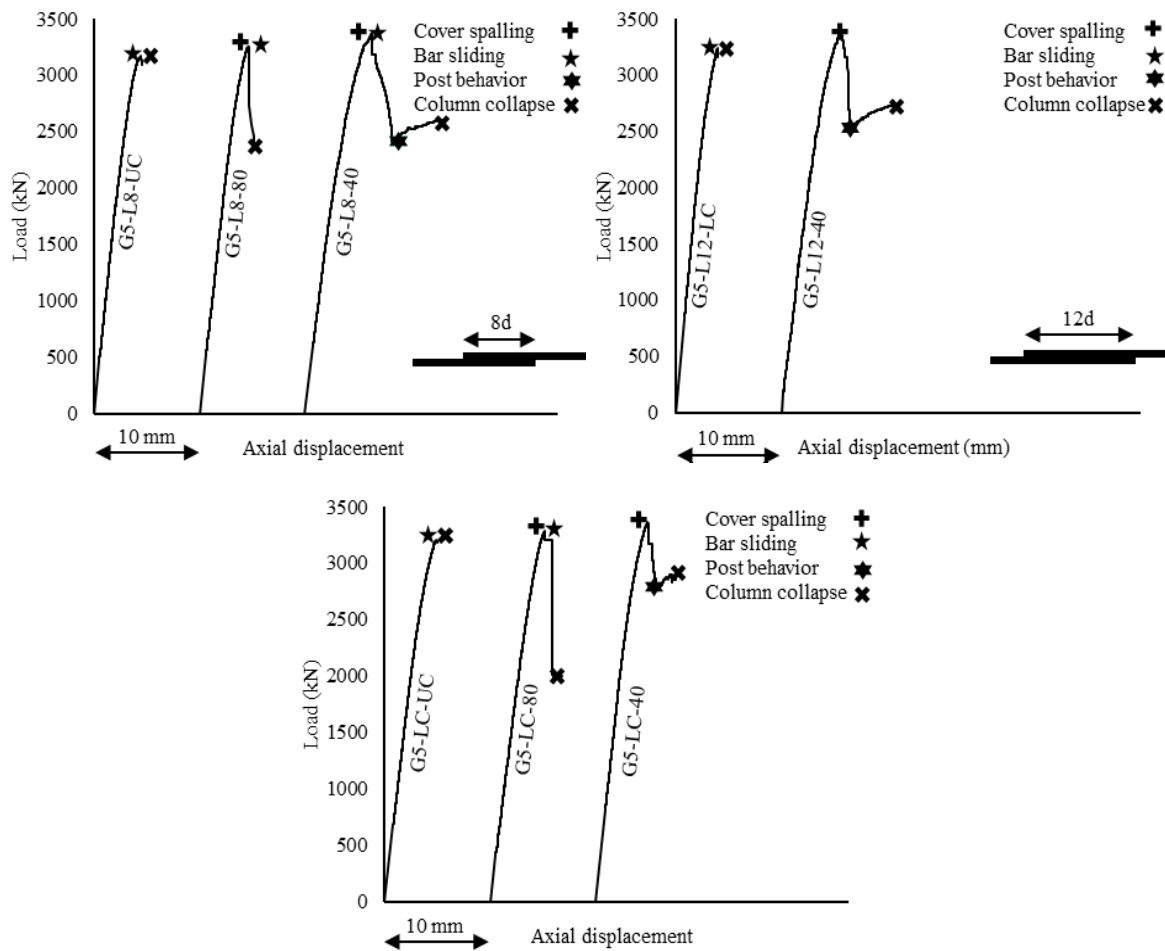 3500
3000
2500
2000
1500
1000
500
0
Load (kN)
G5-L8-UC
G5-L8-80
G5-L8-40
Cover spalling
Bar sliding
Post behavior
Column collapse
8d
10 mm
Axial displacement
3500
3000
2500
2000
1500
1000
500
0
Load (kN)
G5-L12-LC
G5-L12-40
Cover spalling
Bar sliding
Post behavior
Column collapse
12d
10 mm
Axial displacement (mm)
3500
3000
2500
2000
1500
1000
500
0
Load (kN)
G5-LC-UC
G5-LC-80
G5-LC-40
Cover spalling
Bar sliding
Post behavior
Column collapse
10 mm
Axial displacement